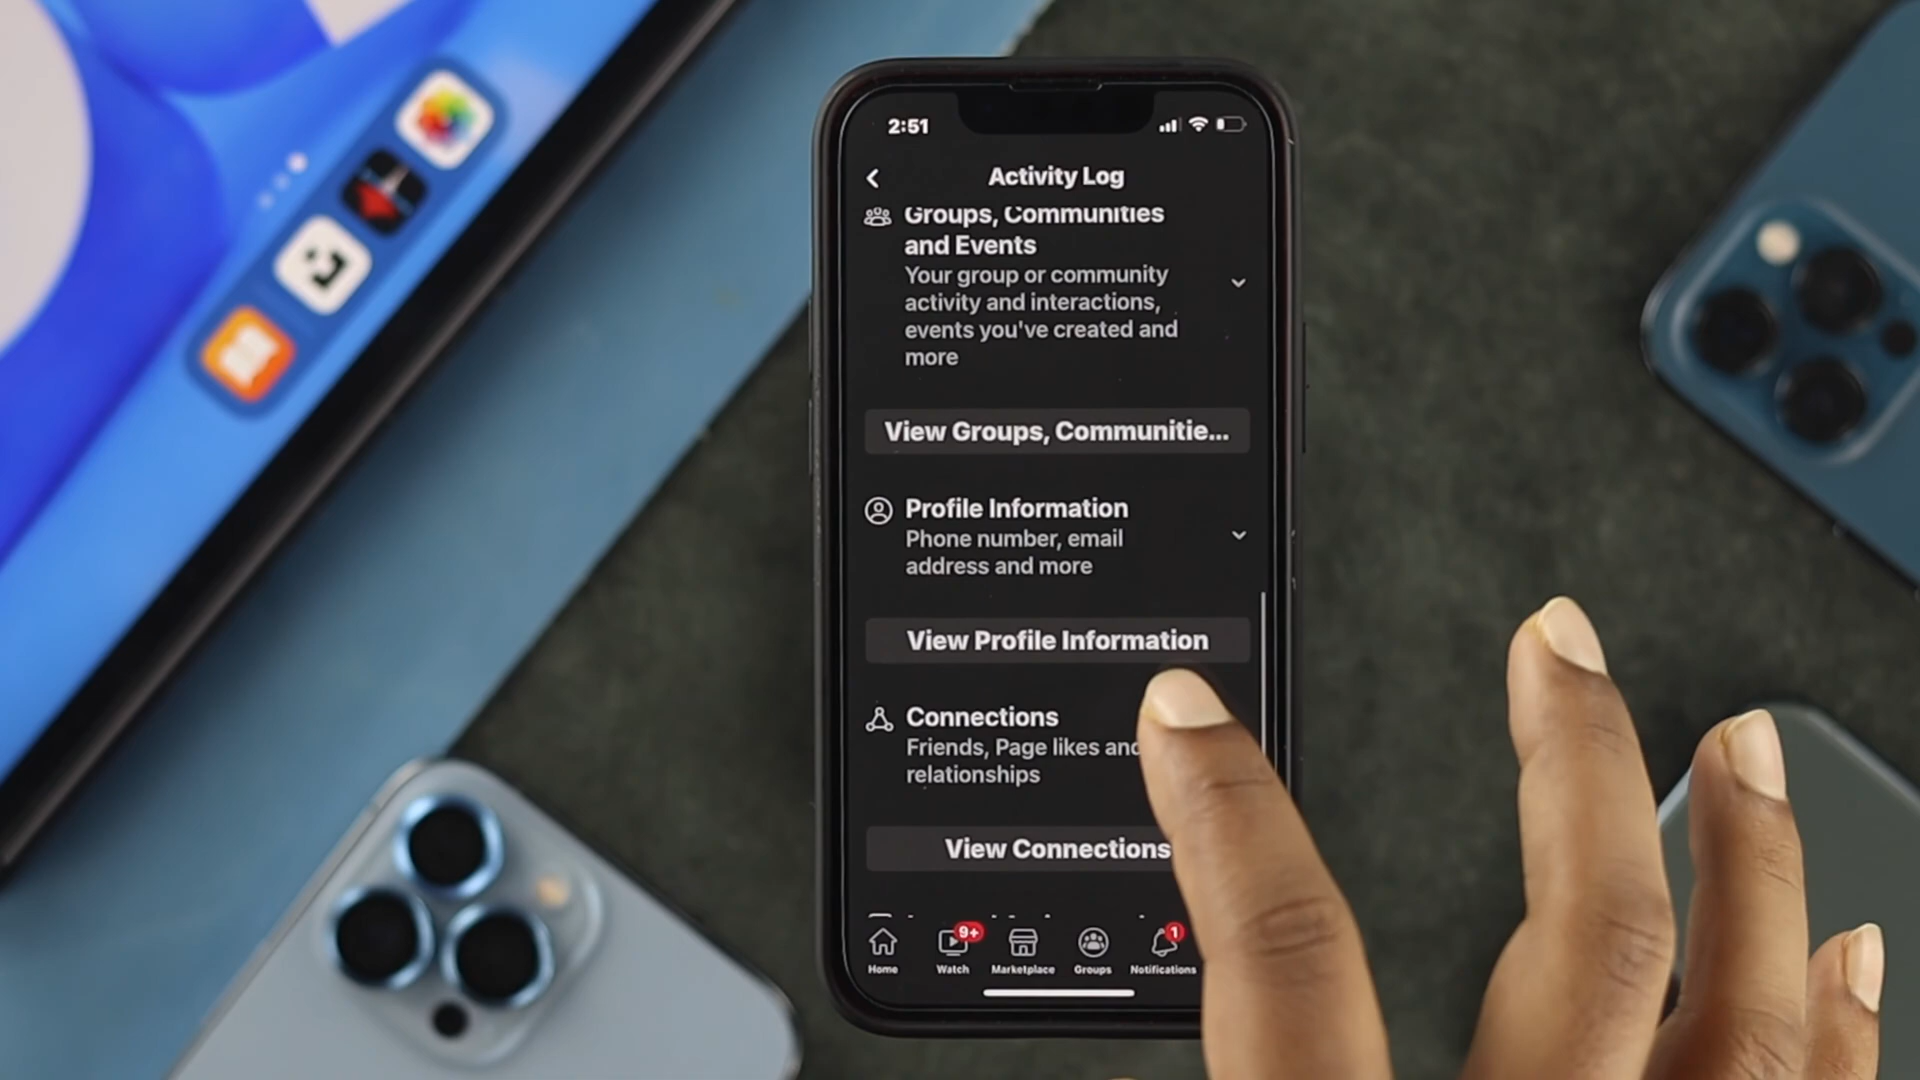 2:51
Activity Log
Groups, Communities
and Events
Your group or community
activity and interactions,
events you've created and
more
View Groups, Communitie...
Profile Information
Phone number, email
address and more
View Profile Information
Connections
Friends, Page likes and
relationships
View Connections
9+
1
Home
Watch
Marketplace
Groups
Notifications